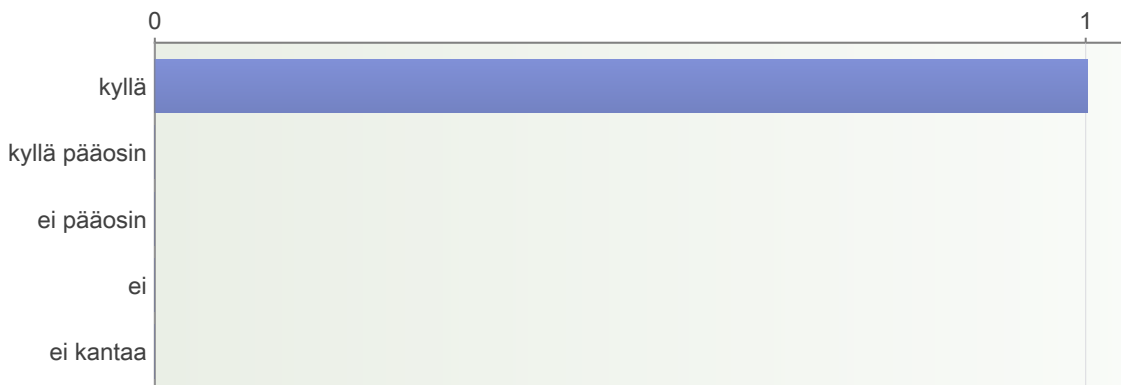 0 1
kyllä
kyllä pääosin
ei pääosin
ei
ei kantaa